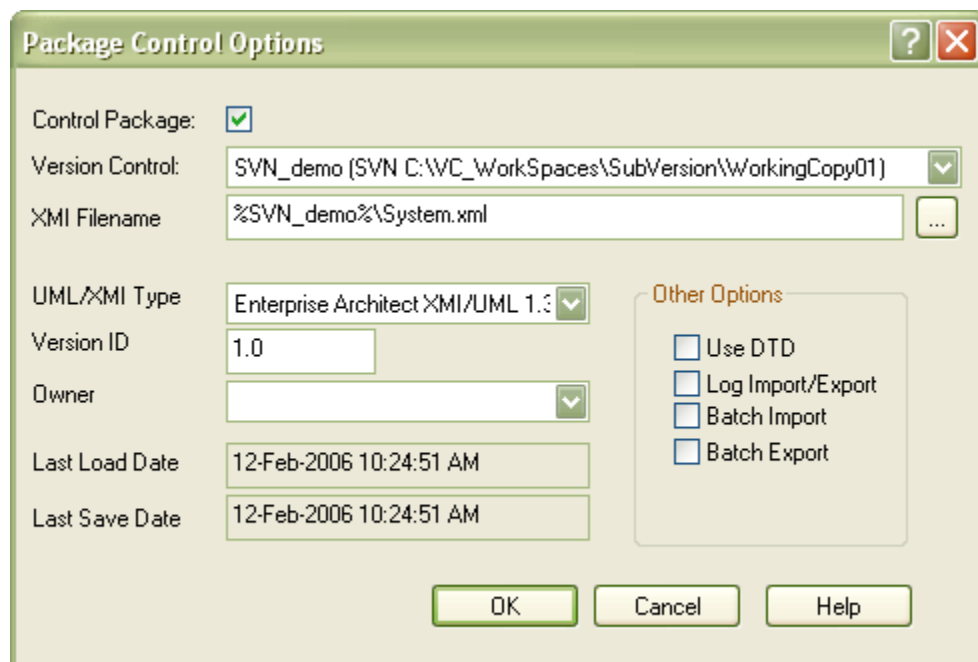 Package Control Options
Control Package:
Version Control: SVN_demo (SVN C:\VC_WorkSpaces\SubVersion\WorkingCopy01)
XMI Filename %SVN_demo%\System.xml ...
UML/XMI Type Enterprise Architect XMI/UML 1.3
Version ID 1.0
Owner
Last Load Date 12-Feb-2006 10:24:51 AM
Last Save Date 12-Feb-2006 10:24:51 AM
Other Options
Use DTD
Log Import/Export
Batch Import
Batch Export
OK Cancel Help